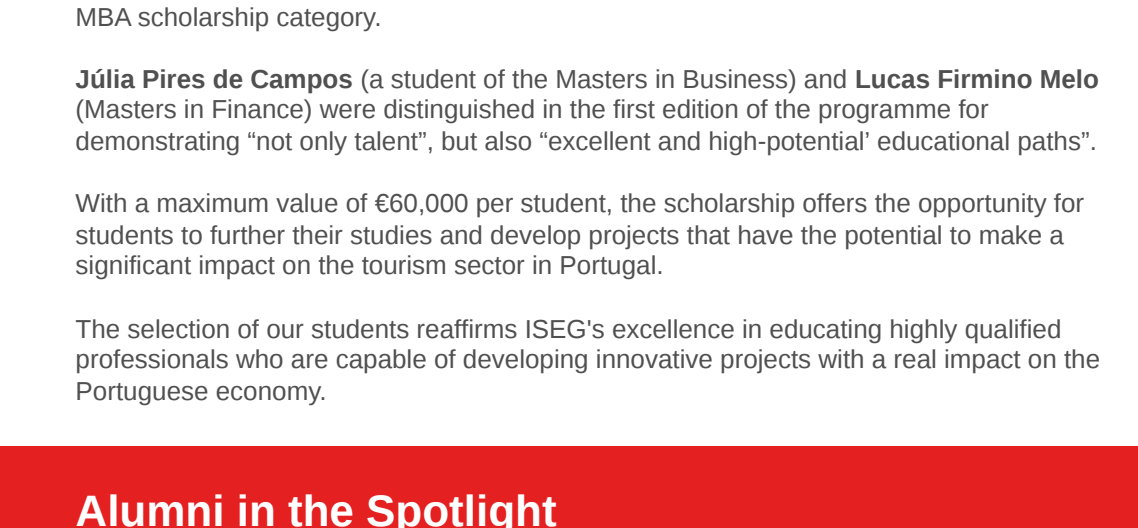 MBA scholarship category.
Júlia Pires de Campos (a student of the Masters in Business) and Lucas Firmino Melo
(Masters in Finance) were distinguished in the first edition of the programme for
demonstrating “not only talent”, but also “excellent and high-potential’ educational paths”.
With a maximum value of €60,000 per student, the scholarship offers the opportunity for
students to further their studies and develop projects that have the potential to make a
significant impact on the tourism sector in Portugal.
The selection of our students reaffirms ISEG's excellence in educating highly qualified
professionals who are capable of developing innovative projects with a real impact on the
Portuguese economy.
Alumni in the Spotlight